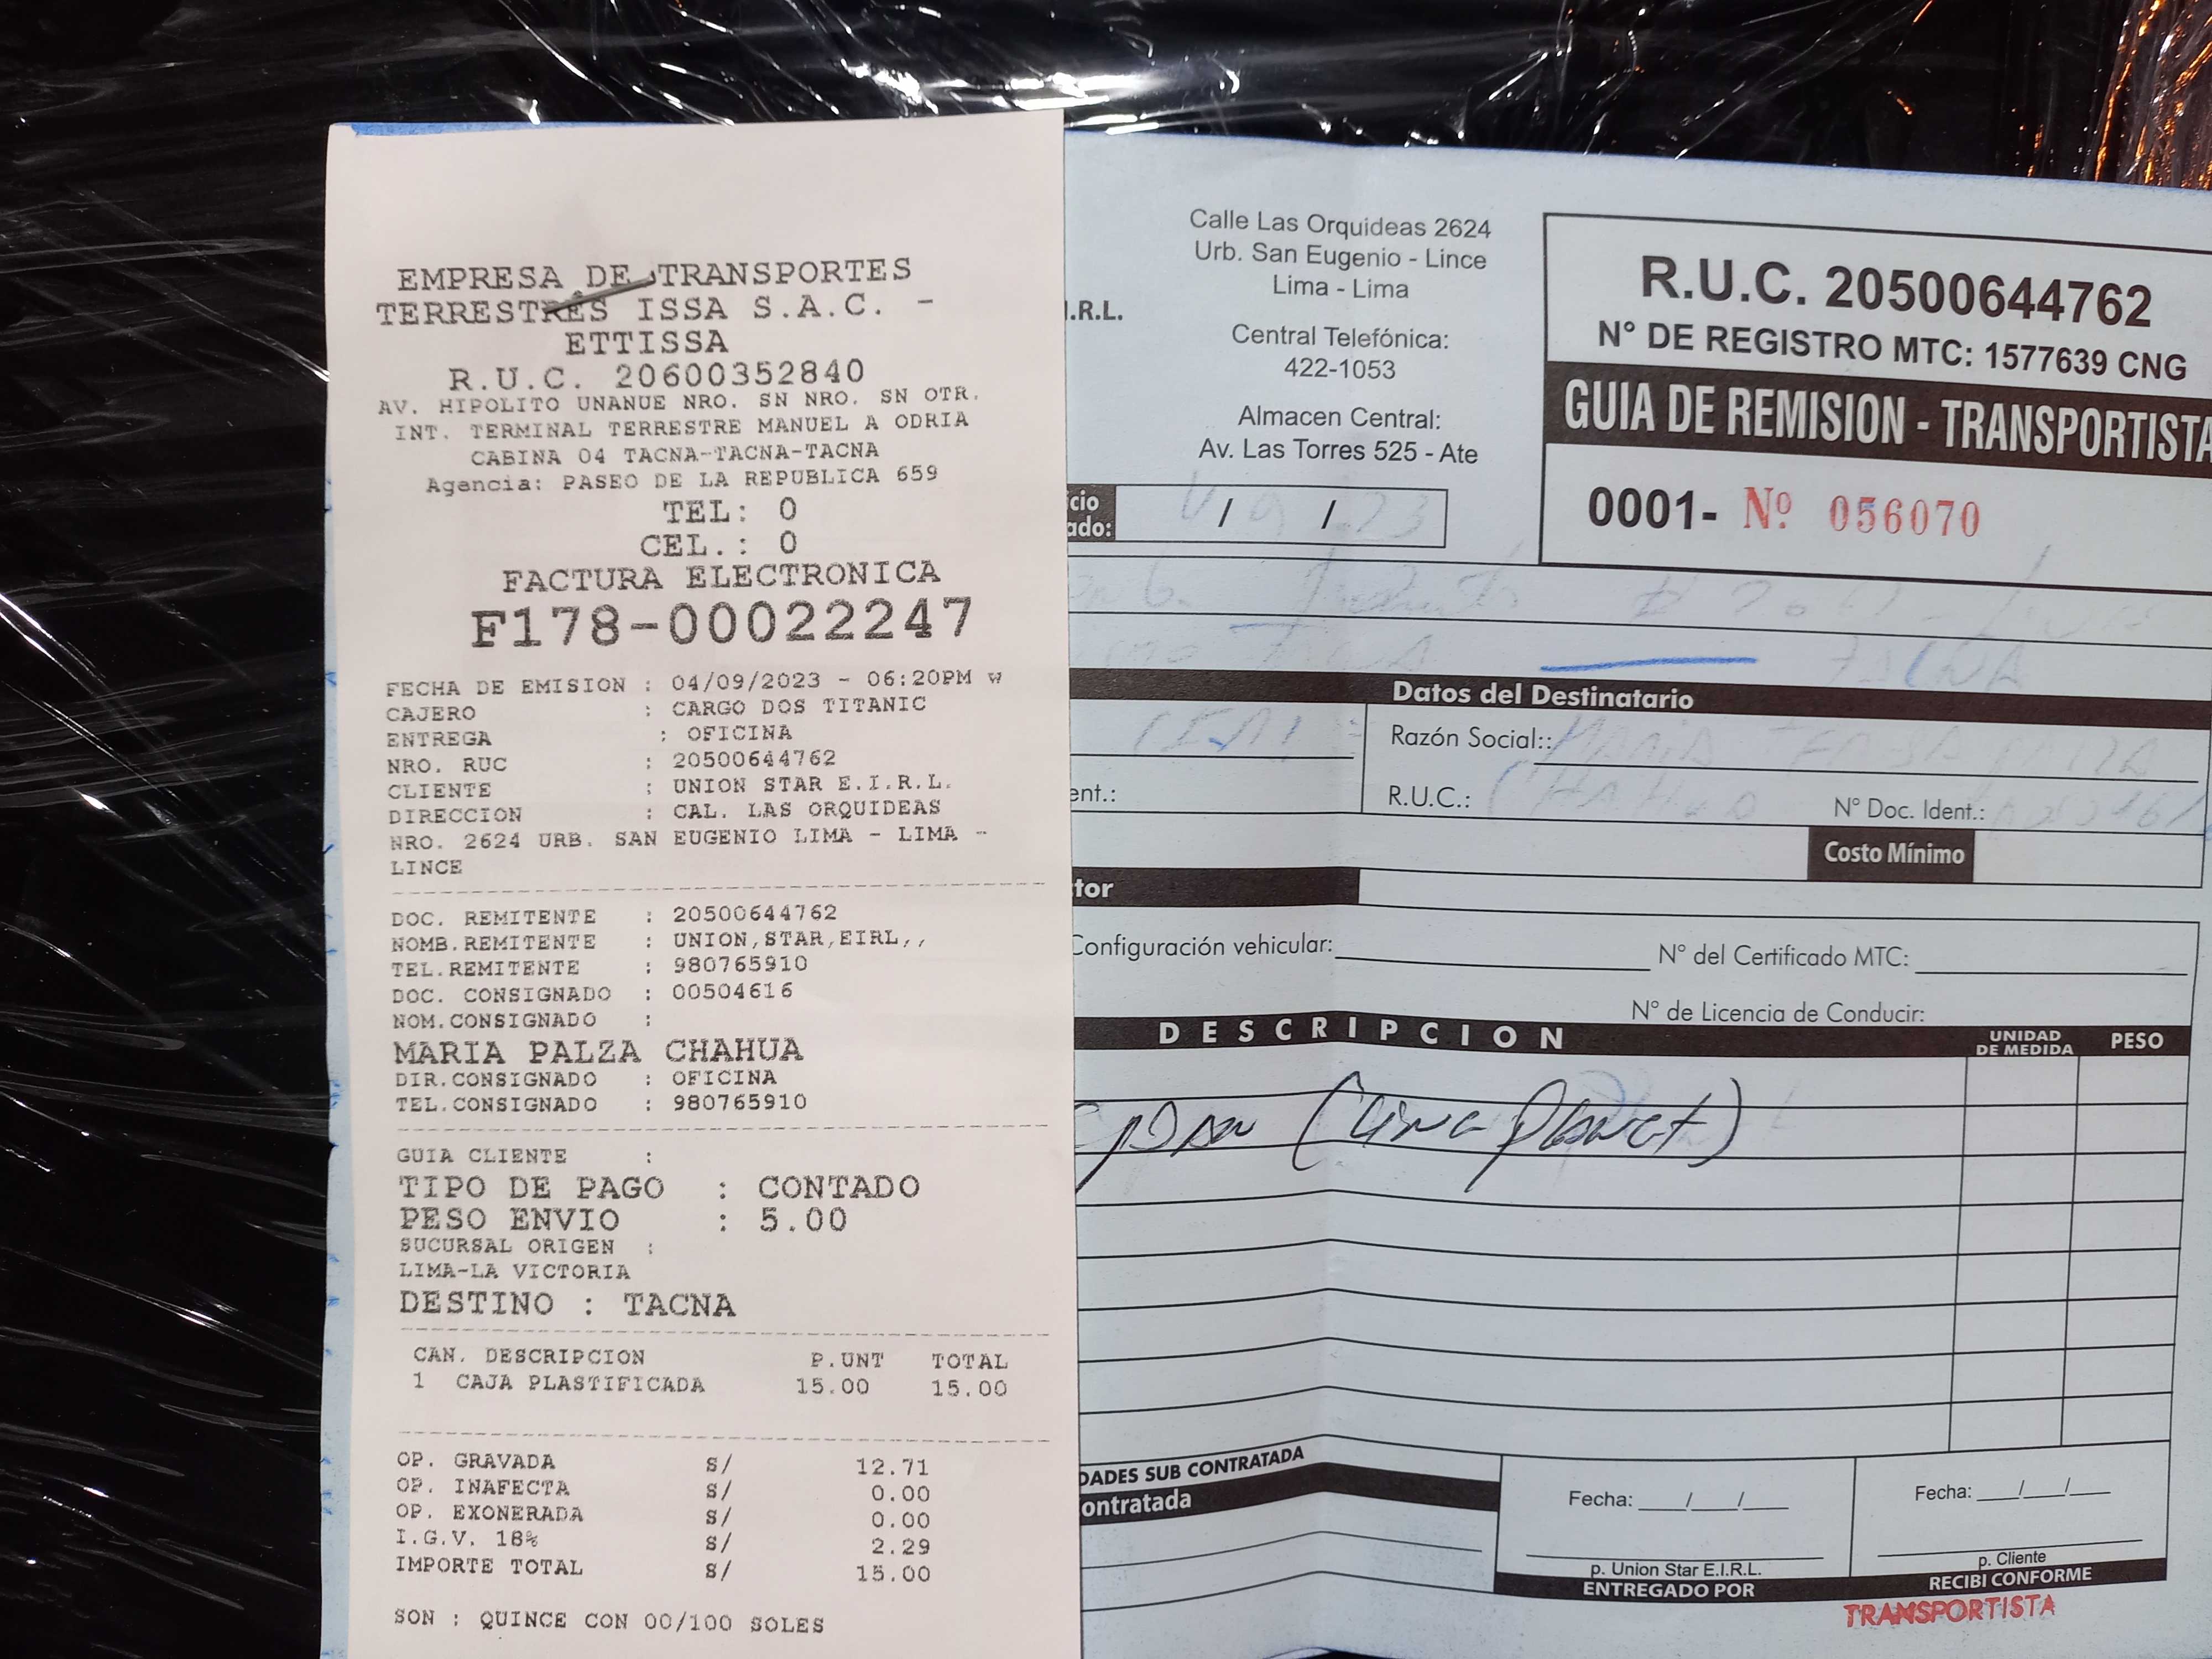 EMPRESA DE TRANSPORTES
TERRESTRES ISSA S.A.C. -
ETTISSA
R.U.C. 20600352840
AV. HIPOLITO UNANUE NRO. SN NRO. SN OTR.
INT. TERMINAL TERRESTRE MANUEL A ODRIA
CABINA 04 TACNA-TACNA-TACNA
Agencia: PASEO DE LA REPUBLICA 659
TEL: 0
CEL.: 0
FACTURA ELECTRONICA
F178-00022247
FECHA DE EMISION : 04/09/2023 - 06:20PM w
CAJERO : CARGO DOS TITANIC
ENTREGA : OFICINA
NRO. RUC : 20500644762
CLIENTE : UNION STAR E.I.R.L.
DIRECCION : CAL. LAS ORQUIDEAS
NRO. 2624 URB. SAN EUGENIO LIMA - LIMA -
LINCE
DOC. REMITENTE : 20500644762
NOMB.REMITENTE : UNION,STAR,EIRL,,
TEL.REMITENTE : 980765910
DOC. CONSIGNADO : 00504616
NOM.CONSIGNADO :
MARIA PALZA CHAHUA
DIR.CONSIGNADO : OFICINA
TEL.CONSIGNADO : 980765910
GUIA CLIENTE :
TIPO DE PAGO : CONTADO
PESO ENVIO : 5.00
SUCURSAL ORIGEN :
LIMA-LA VICTORIA
DESTINO : TACNA
CAN. DESCRIPCION P.UNT TOTAL
1 CAJA PLASTIFICADA 15.00 15.00
OP. GRAVADA S/ 12.71
OP. INAFECTA S/ 0.00
OP. EXONERADA S/ 0.00
I.G.V. 18% S/ 2.29
IMPORTE TOTAL S/ 15.00
SON : QUINCE CON 00/100 SOLES
I.R.L.
Calle Las Orquideas 2624
Urb. San Eugenio - Lince
Lima - Lima
Central Telefónica:
422-1053
Almacen Central:
Av. Las Torres 525 - Ate
R.U.C. 20500644762
N° DE REGISTRO MTC: 1577639 CNG
GUIA DE REMISION - TRANSPORTISTA
0001- Nº 056070
cio
ado: / / 23
TACNA
Datos del Destinatario
Razón Social::
ent.:
R.U.C.: CHAHUA N° Doc. Ident.:
Costo Mínimo
tor
Configuración vehicular: N° del Certificado MTC:
N° de Licencia de Conducir:
DESCRIPCION UNIDAD DE MEDIDA PESO
DADES SUB CONTRATADA
ontratada
Fecha: / / Fecha: / /
p. Union Star E.I.R.L. p. Cliente
ENTREGADO POR RECIBI CONFORME
TRANSPORTISTA